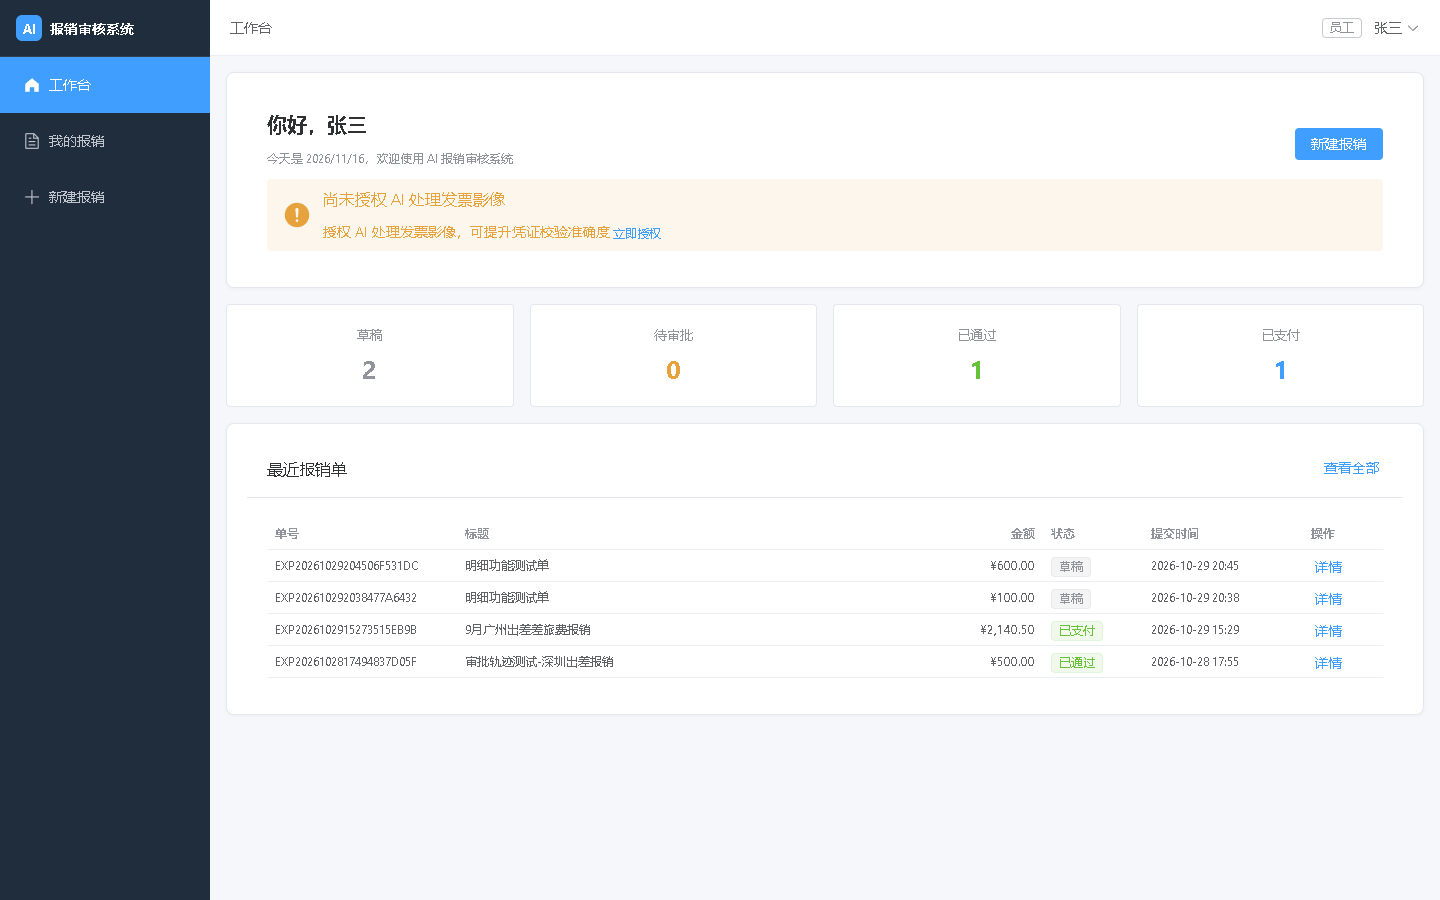 AI 报销审核系统
工作台
员工 张三
工作台
我的报销
新建报销
你好，张三
今天是 2026/11/16，欢迎使用 AI 报销审核系统
新建报销
尚未授权 AI 处理发票影像
授权 AI 处理发票影像，可提升凭证校验准确度 立即授权
草稿
2
待审批
0
已通过
1
已支付
1
最近报销单
查看全部
单号 标题 金额 状态 提交时间 操作
EXP20261029204506F531DC 明细功能测试单 ¥600.00 草稿 2026-10-29 20:45 详情
EXP202610292038477A6432 明细功能测试单 ¥100.00 草稿 2026-10-29 20:38 详情
EXP2026102915273515EB9B 9月广州出差差旅费报销 ¥2,140.50 已支付 2026-10-29 15:29 详情
EXP2026102817494837D05F 审批轨迹测试-深圳出差报销 ¥500.00 已通过 2026-10-28 17:55 详情